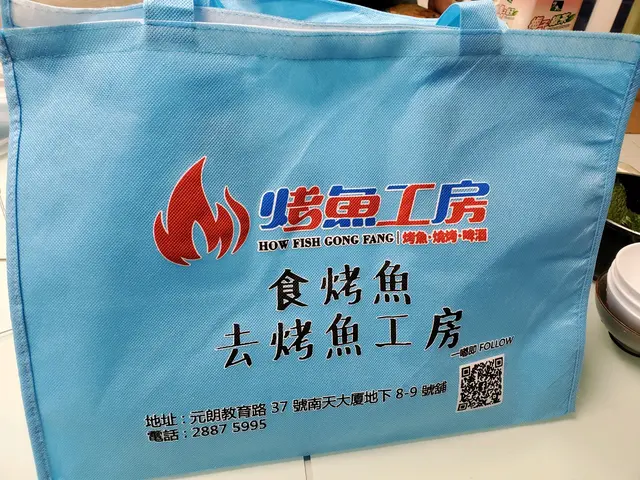 烤魚工房
HOW FISH GONG FANG | 烤魚·燒烤·啤酒
食烤魚
去烤魚工房
一嘟即 FOLLOW
地址：元朗教育路 37 號南天大廈地下 8-9 號舖
電話：2887 5995